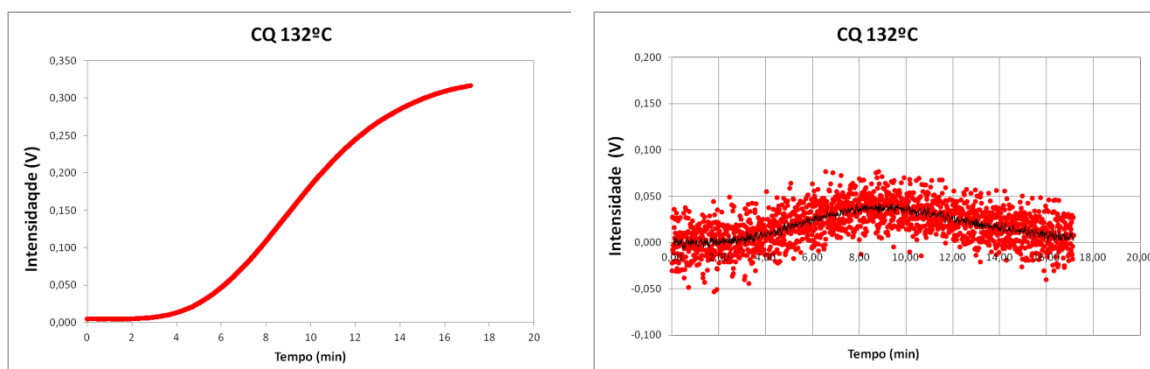 CQ 132ºC
0,350
0,300
0,250
0,200
0,150
0,100
0,050
0,000
Intensidaqde (V)
0 2 4 6 8 10 12 14 16 18 20
Tempo (min)
CQ 132ºC
0,200
0,150
0,100
0,050
0,000
-0,050
-0,100
Intensidade (V)
0,00 2,00 4,00 6,00 8,00 10,00 12,00 14,00 16,00 18,00 20,00
Tempo (min)